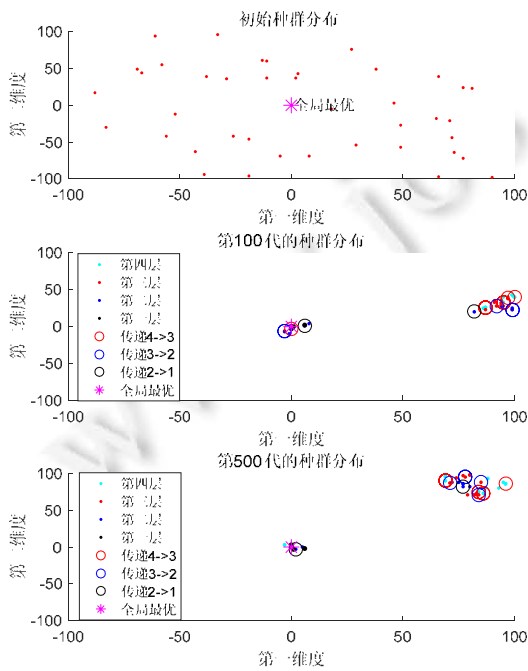 初始种群分布
100
50
0
-50
-100
第二维度
全局最优
-100
-50
0
50
100
第一维度
第100代的种群分布
100
50
0
-50
-100
第二维度
第四层
第三层
第二层
第一层
传递4->3
传递3->2
传递2->1
全局最优
-100
-50
0
50
100
第一维度
第500代的种群分布
100
50
0
-50
-100
第二维度
第四层
第三层
第二层
第一层
传递4->3
传递3->2
传递2->1
全局最优
-100
-50
0
50
100
第一维度